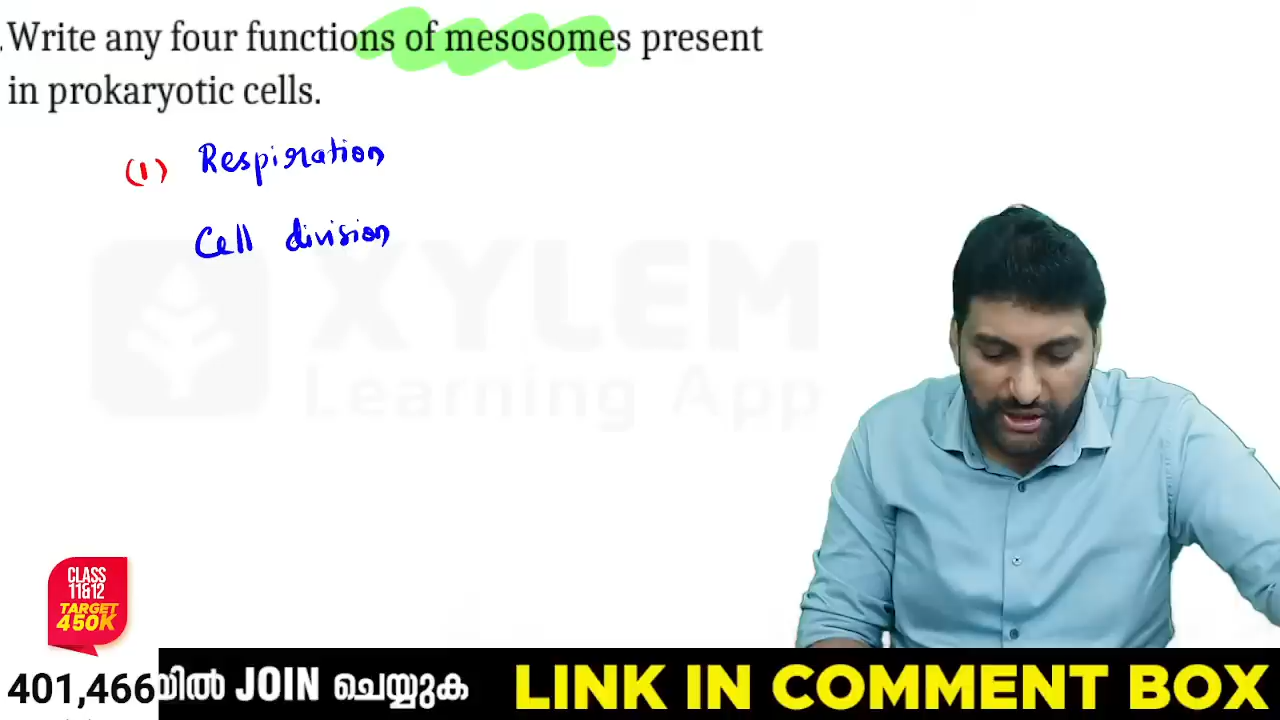 .Write any four functions of mesosomes present
in prokaryotic cells.
(1) Respiration
Cell division
XYLEM
Learning App
CLASS
11&12
TARGET
450K
401,466
യിൽ JOIN ചെയ്യുക LINK IN COMMENT BOX